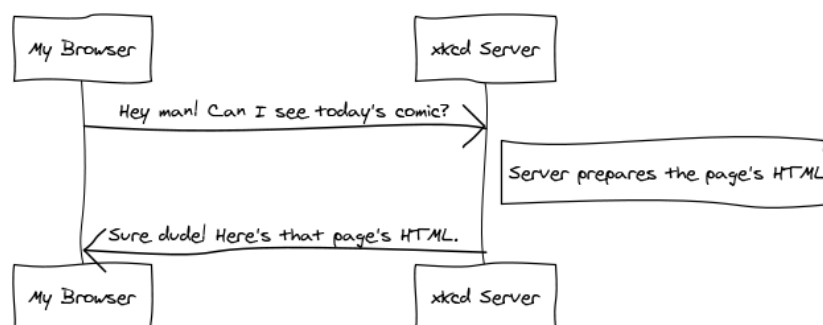 My Browser
xkcd Server
Hey man! Can I see today's comic?
Server prepares the page's HTML
Sure dude! Here's that page's HTML.
My Browser
xkcd Server